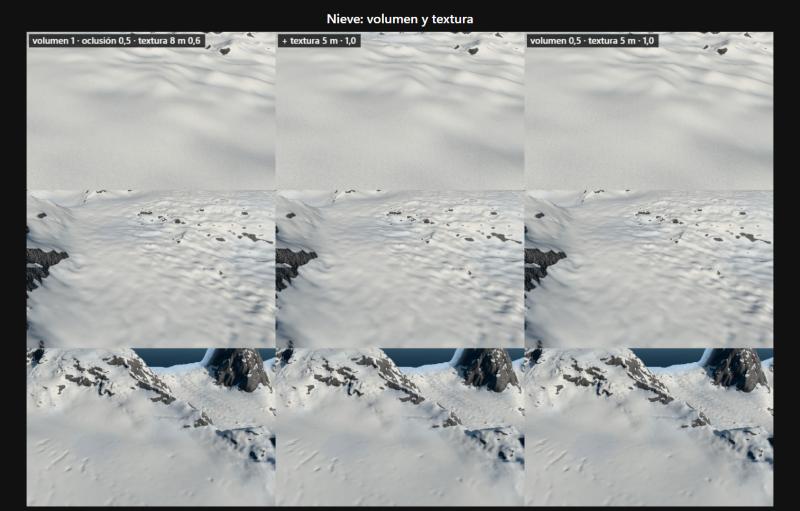 Nieve: volumen y textura
volumen 1 · oclusión 0,5 · textura 8 m 0,6
+ textura 5 m · 1,0
volumen 0,5 · textura 5 m · 1,0